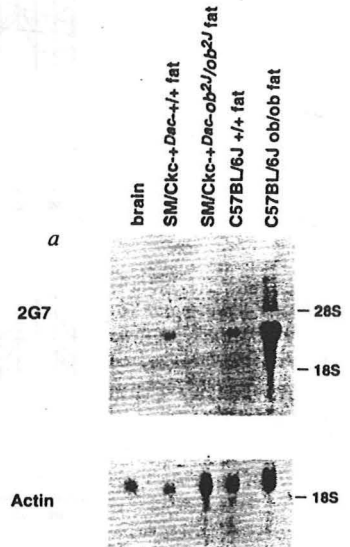 brain
SM/Ckc-+Dac-+/+ fat
SM/Ckc-+Dac-ob2J/ob2J fat
C57BL/6J +/+ fat
C57BL/6J ob/ob fat
a
2G7
– 28S
– 18S
Actin
– 18S